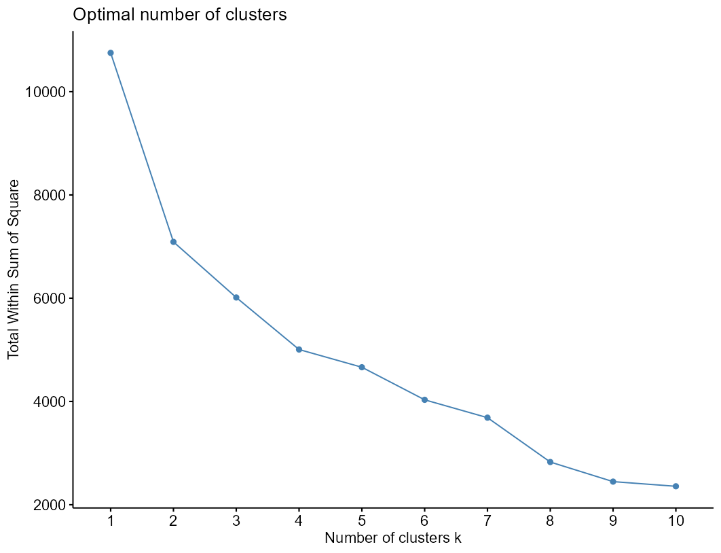 Optimal number of clusters
Total Within Sum of Square
10000
8000
6000
4000
2000
1 2 3 4 5 6 7 8 9 10
Number of clusters k